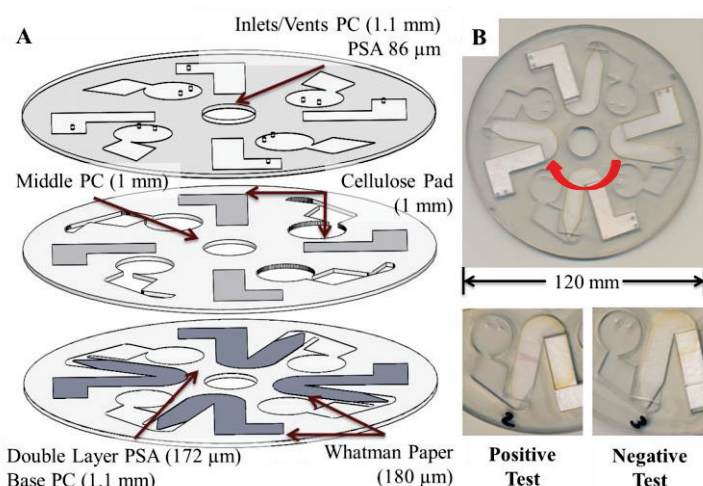 A
Inlets/Vents PC (1.1 mm)
PSA 86 µm
B
Middle PC (1 mm)
Cellulose Pad
(1 mm)
120 mm
2
3
Double Layer PSA (172 µm)
Base PC (1.1 mm)
Whatman Paper
(180 µm)
Positive
Test
Negative
Test